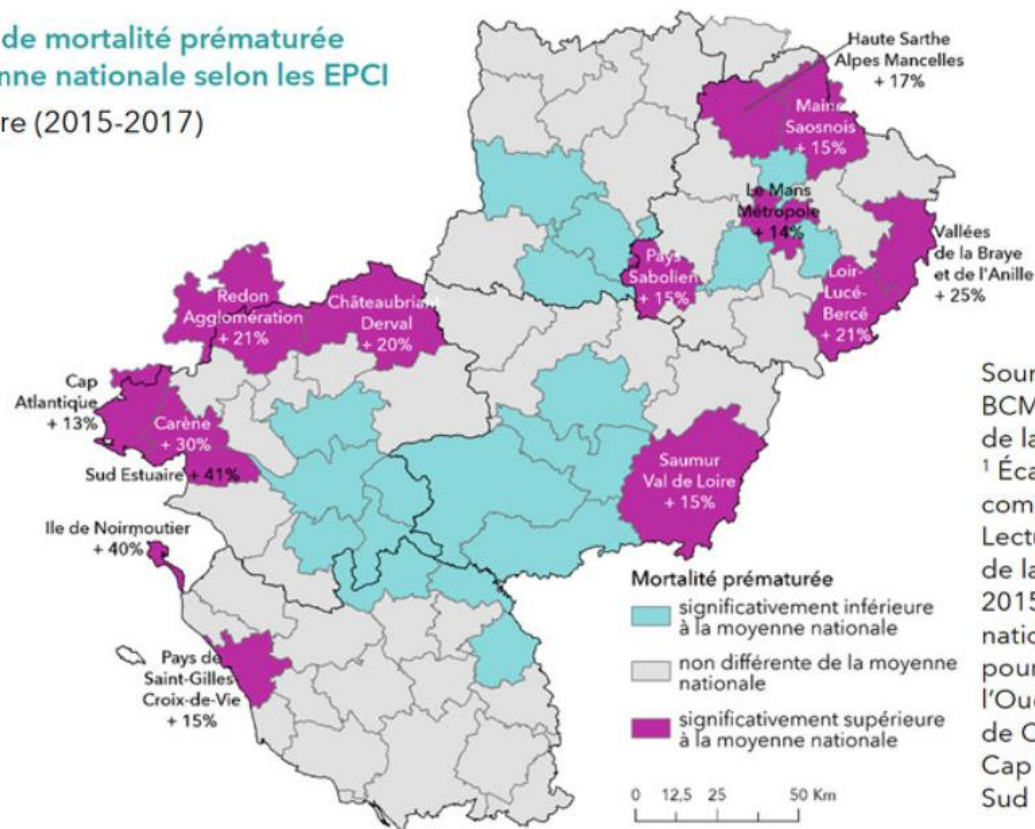 de mortalité prématurée
nne nationale selon les EPCI
re (2015-2017)
Haute Sarthe
Alpes Mancelles
+ 17%
Maine
Saosnois
+ 15%
Le Mans
Métropole
+ 14%
Vallées
de la Braye
et de l'Anille
+ 25%
Pays
Sabolien
+ 15%
Loir-
Lucé-
Bercé
+ 21%
Redon
Agglomération
+ 21%
Châteaubriant-
Derval
+ 20%
Cap
Atlantique
+ 13%
Carène
+ 30%
Sud Estuaire + 41%
Saumur
Val de Loire
+ 15%
Ile de Noirmoutier
+ 40%
Pays de
Saint-Gilles
Croix-de-Vie
+ 15%
Mortalité prématurée
significativement inférieure
à la moyenne nationale
non différente de la moyenne
nationale
significativement supérieure
à la moyenne nationale
0 12,5 25 50 Km
Sour
BCM
de la
¹ Éca
com
Lectu
de la
2015
natio
pour
l'Ou
de C
Cap
Sud